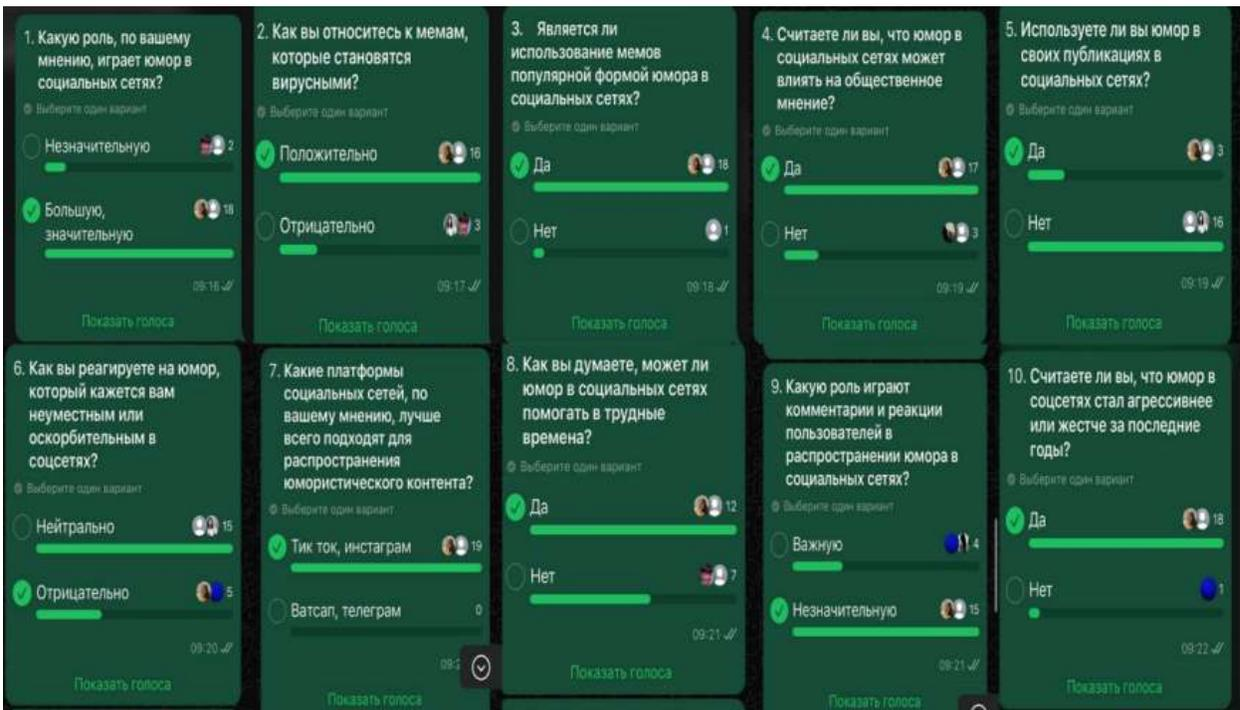 1. Какую роль, по вашему
мнению, играет юмор в
социальных сетях?
Выберите один вариант
Незначительную 2
Большую, 18
значительную
09:16
Показать голоса
2. Как вы относитесь к мемам,
которые становятся
вирусными?
Выберите один вариант
Положительно 16
Отрицательно 3
09:17
Показать голоса
3. Является ли
использование мемов
популярной формой юмора в
социальных сетях?
Выберите один вариант
Да 18
Нет 1
09:18
Показать голоса
4. Считаете ли вы, что юмор в
социальных сетях может
влиять на общественное
мнение?
Выберите один вариант
Да 17
Нет 3
09:19
Показать голоса
5. Используете ли вы юмор в
своих публикациях в
социальных сетях?
Выберите один вариант
Да 3
Нет 16
09:19
Показать голоса
6. Как вы реагируете на юмор,
который кажется вам
неуместным или
оскорбительным в
соцсетях?
Выберите один вариант
Нейтрально 15
Отрицательно 5
09:20
Показать голоса
7. Какие платформы
социальных сетей, по
вашему мнению, лучше
всего подходят для
распространения
юмористического контента?
Выберите один вариант
Тик ток, инстаграм 19
Ватсап, телеграм 0
Показать голоса
8. Как вы думаете, может ли
юмор в социальных сетях
помогать в трудные
времена?
Выберите один вариант
Да 12
Нет 7
09:21
Показать голоса
9. Какую роль играют
комментарии и реакции
пользователей в
распространении юмора в
социальных сетях?
Выберите один вариант
Важную 4
Незначительную 15
09:21
Показать голоса
10. Считаете ли вы, что юмор в
соцсетях стал агрессивнее
или жестче за последние
годы?
Выберите один вариант
Да 18
Нет 1
09:22
Показать голоса